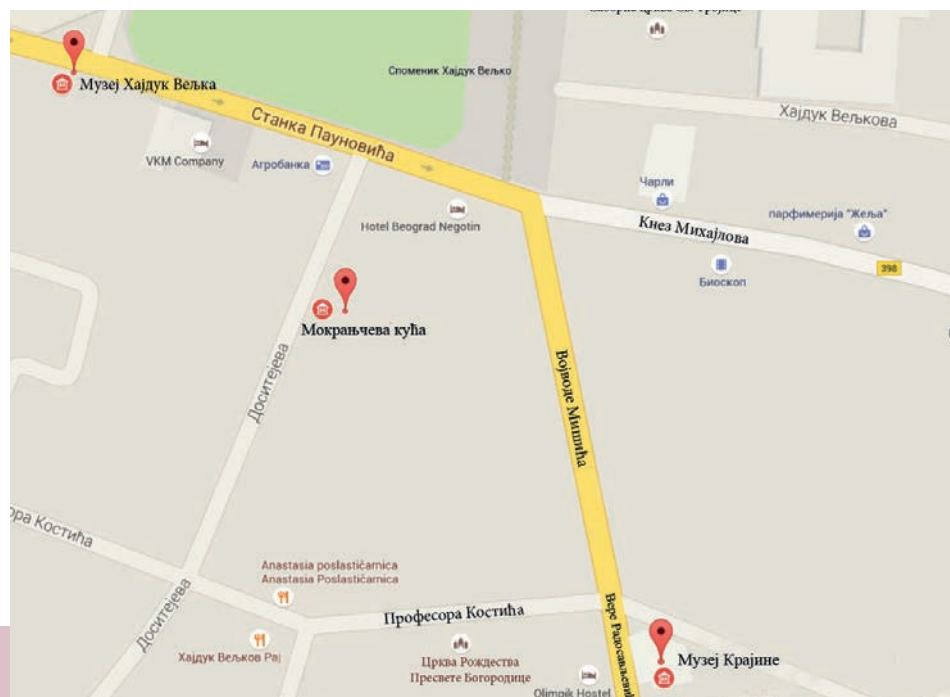 Музеј Хајдук Вељка
Споменик Хајдук Вељко
Хајдук Вељкова
Станка Пауновића
VKM Company
Агробанка
Чарли
парфимерија "Жеља"
Hotel Beograd Negotin
Кнез Михајлова
398
Биоскоп
Мокрањчева кућа
Доситејева
Војводе Мишића
Костића
Anastasia poslastičarnica
Anastasia Poslastičarnica
Доситејева
Професора Костића
Вере Радосављевић
Хајдук Вељков Рај
Црква Рождества
Пресвете Богородице
Музеј Крајине
Olimpik Hostel